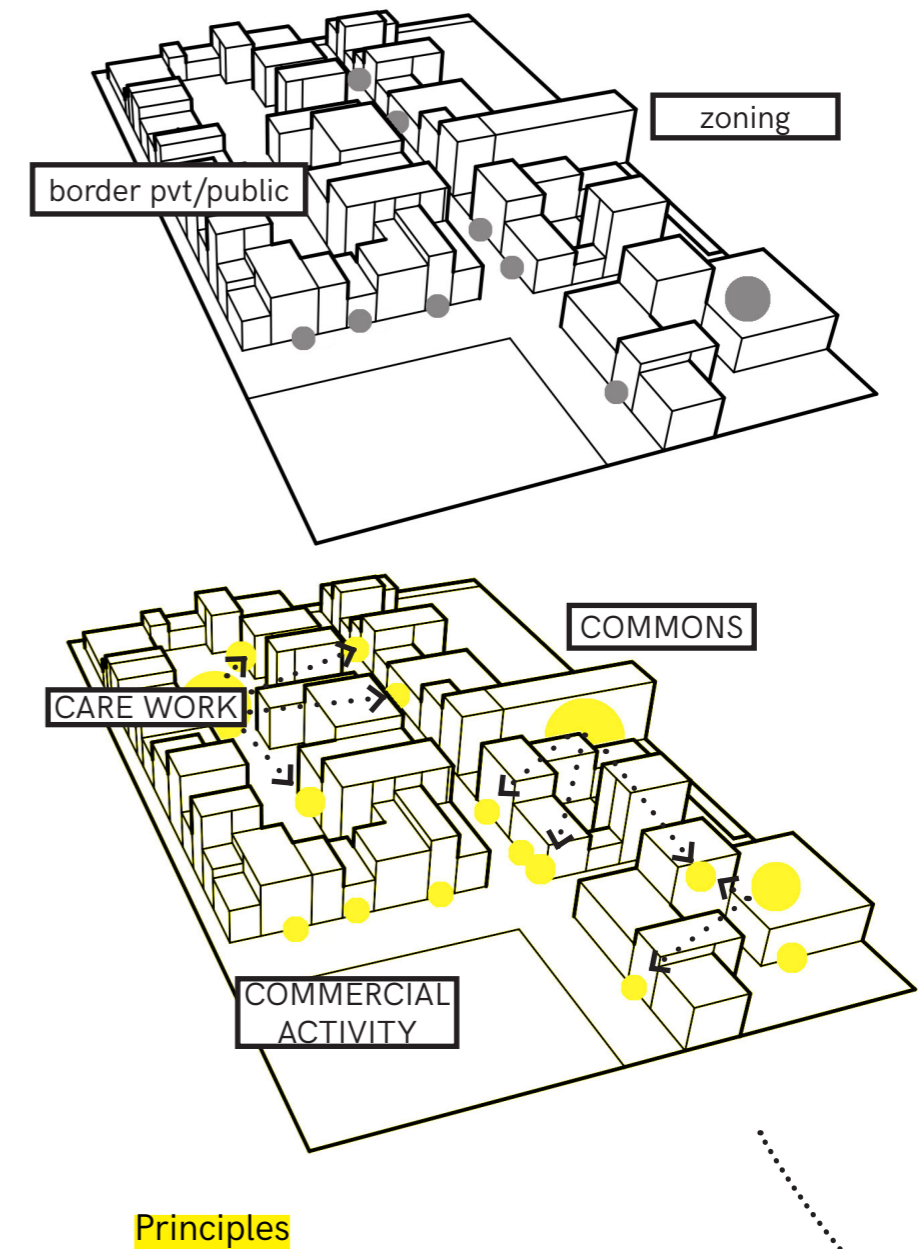 zoning
border pvt/public
COMMONS
CARE WORK
COMMERCIAL
ACTIVITY
Principles